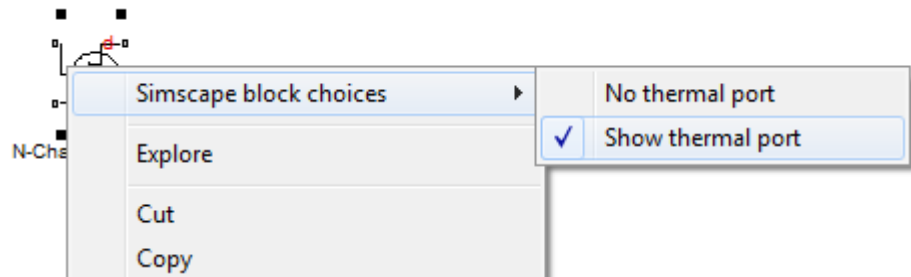 d
Simscape block choices
No thermal port
Show thermal port
N-Cha
Explore
Cut
Copy